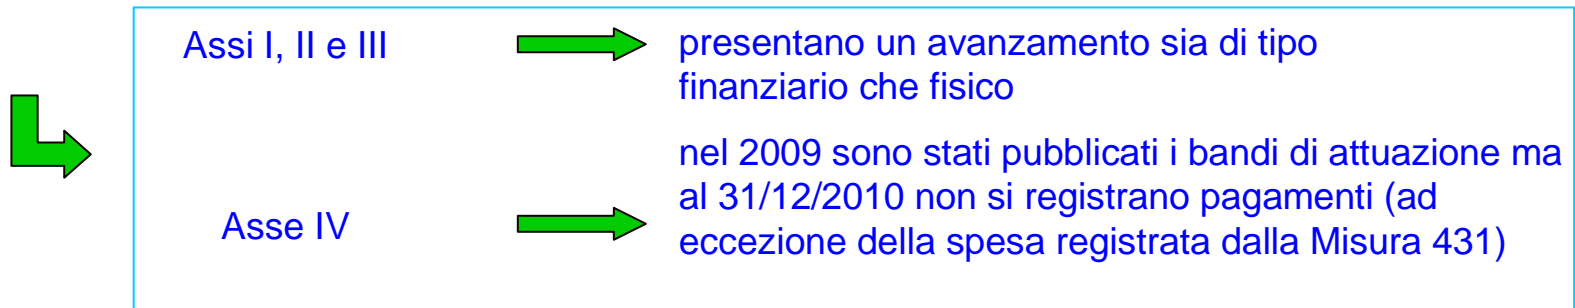 Assi I, II e III
presentano un avanzamento sia di tipo
finanziario che fisico
Asse IV
nel 2009 sono stati pubblicati i bandi di attuazione ma
al 31/12/2010 non si registrano pagamenti (ad
eccezione della spesa registrata dalla Misura 431)